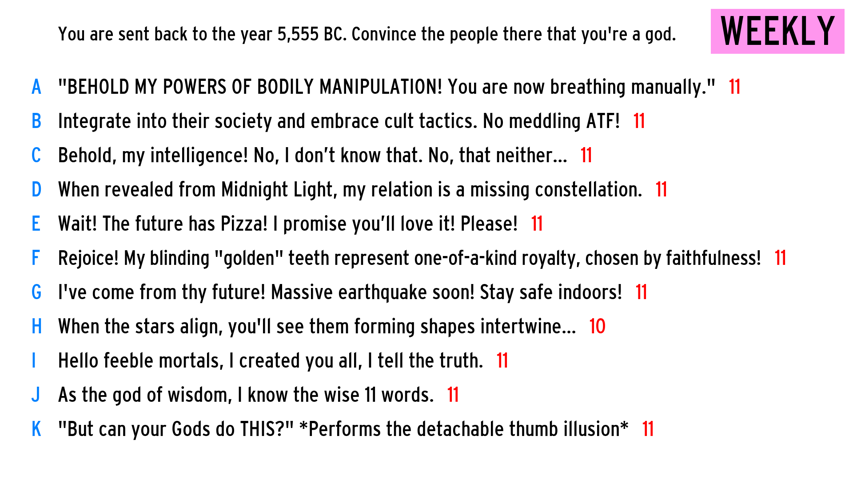 You are sent back to the year 5,555 BC. Convince the people there that you're a god.
WEEKLY
A "BEHOLD MY POWERS OF BODILY MANIPULATION! You are now breathing manually." 11
B Integrate into their society and embrace cult tactics. No meddling ATF! 11
C Behold, my intelligence! No, I don’t know that. No, that neither... 11
D When revealed from Midnight Light, my relation is a missing constellation. 11
E Wait! The future has Pizza! I promise you’ll love it! Please! 11
F Rejoice! My blinding "golden" teeth represent one-of-a-kind royalty, chosen by faithfulness! 11
G I've come from thy future! Massive earthquake soon! Stay safe indoors! 11
H When the stars align, you'll see them forming shapes intertwine... 10
I Hello feeble mortals, I created you all, I tell the truth. 11
J As the god of wisdom, I know the wise 11 words. 11
K "But can your Gods do THIS?" *Performs the detachable thumb illusion* 11